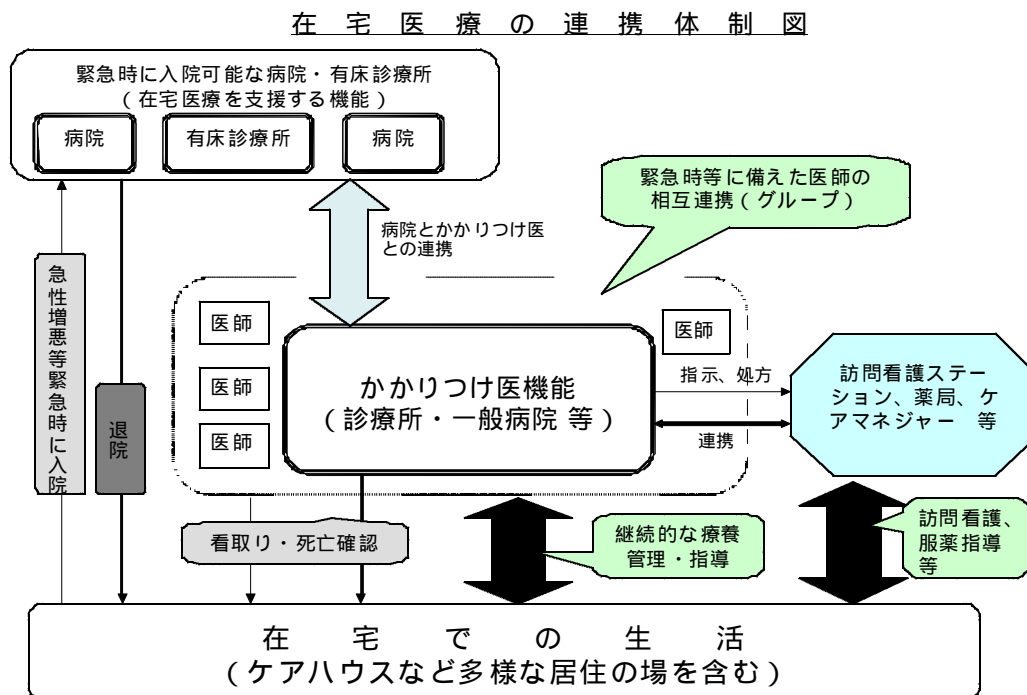 在宅医療の連携体制図
緊急時に入院可能な病院・有床診療所
(在宅医療を支援する機能)
病院
有床診療所
病院
緊急時等に備えた医師の
相互連携(グループ)
病院とかかりつけ医
との連携
急性増悪等緊急時に入院
退院
医師
医師
医師
医師
かかりつけ医機能
(診療所・一般病院 等)
指示、処方
連携
訪問看護ステー
ション、薬局、ケ
アマネジャー 等
看取り・死亡確認
継続的な療養
管理・指導
訪問看護、
服薬指導
等
在宅での生活
(ケアハウスなど多様な居住の場を含む)